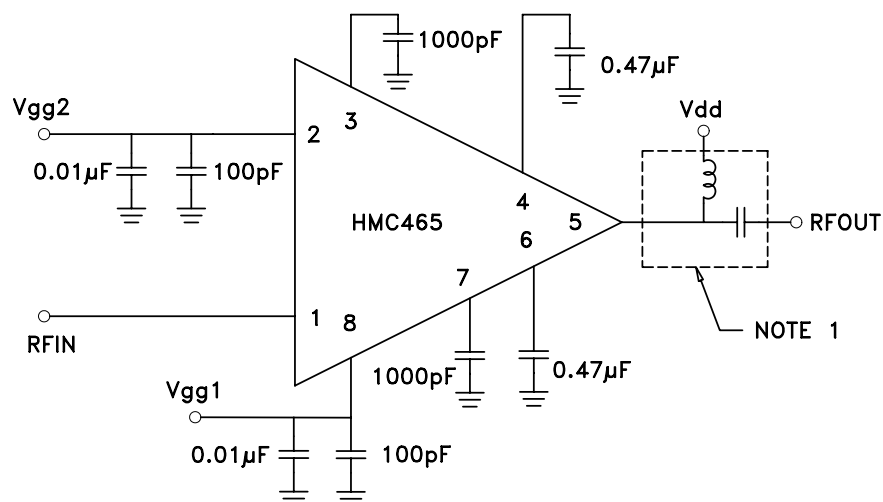 1000pF
0.47µF
Vgg2
3
2
Vdd
0.01µF
100pF
4
HMC465
5
RFOUT
6
7
1
8
RFIN
NOTE 1
1000pF
0.47µF
Vgg1
0.01µF
100pF